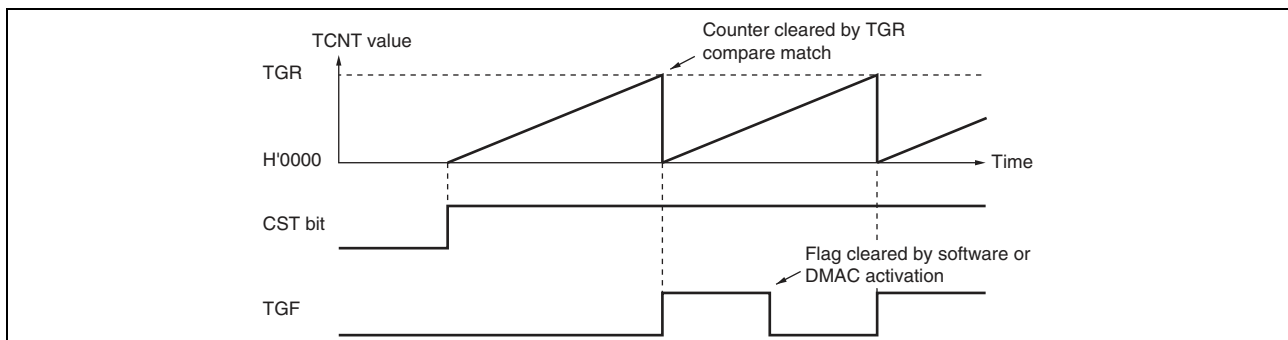 TCNT value
Counter cleared by TGR
compare match
TGR
H'0000
Time
CST bit
Flag cleared by software or
DMAC activation
TGF